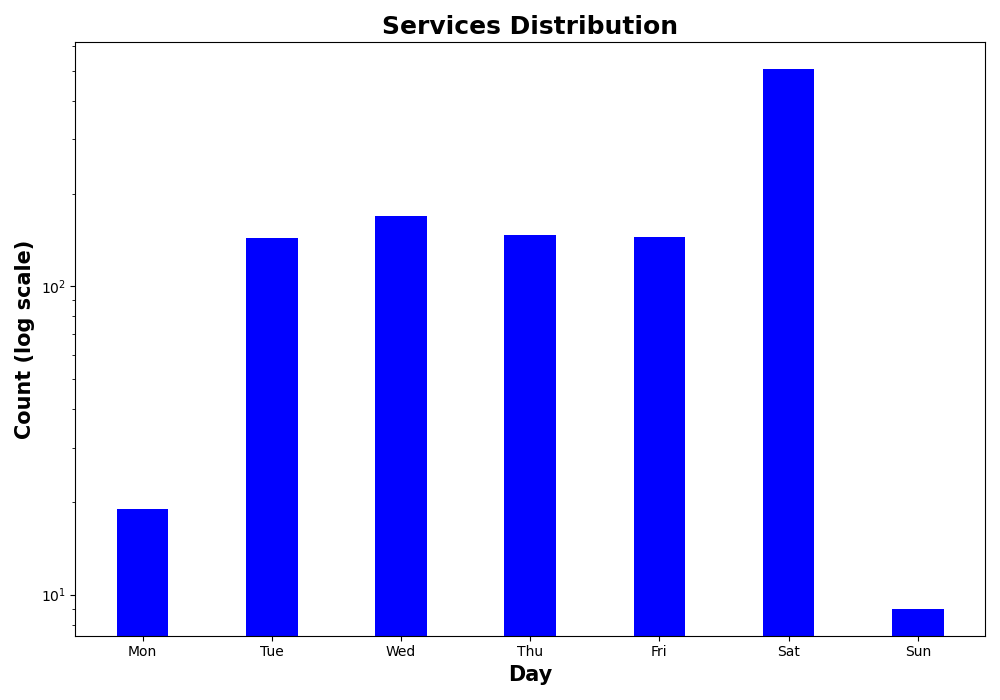 Services Distribution
Count (log scale)
10²
10¹
Mon Tue Wed Thu Fri Sat Sun
Day